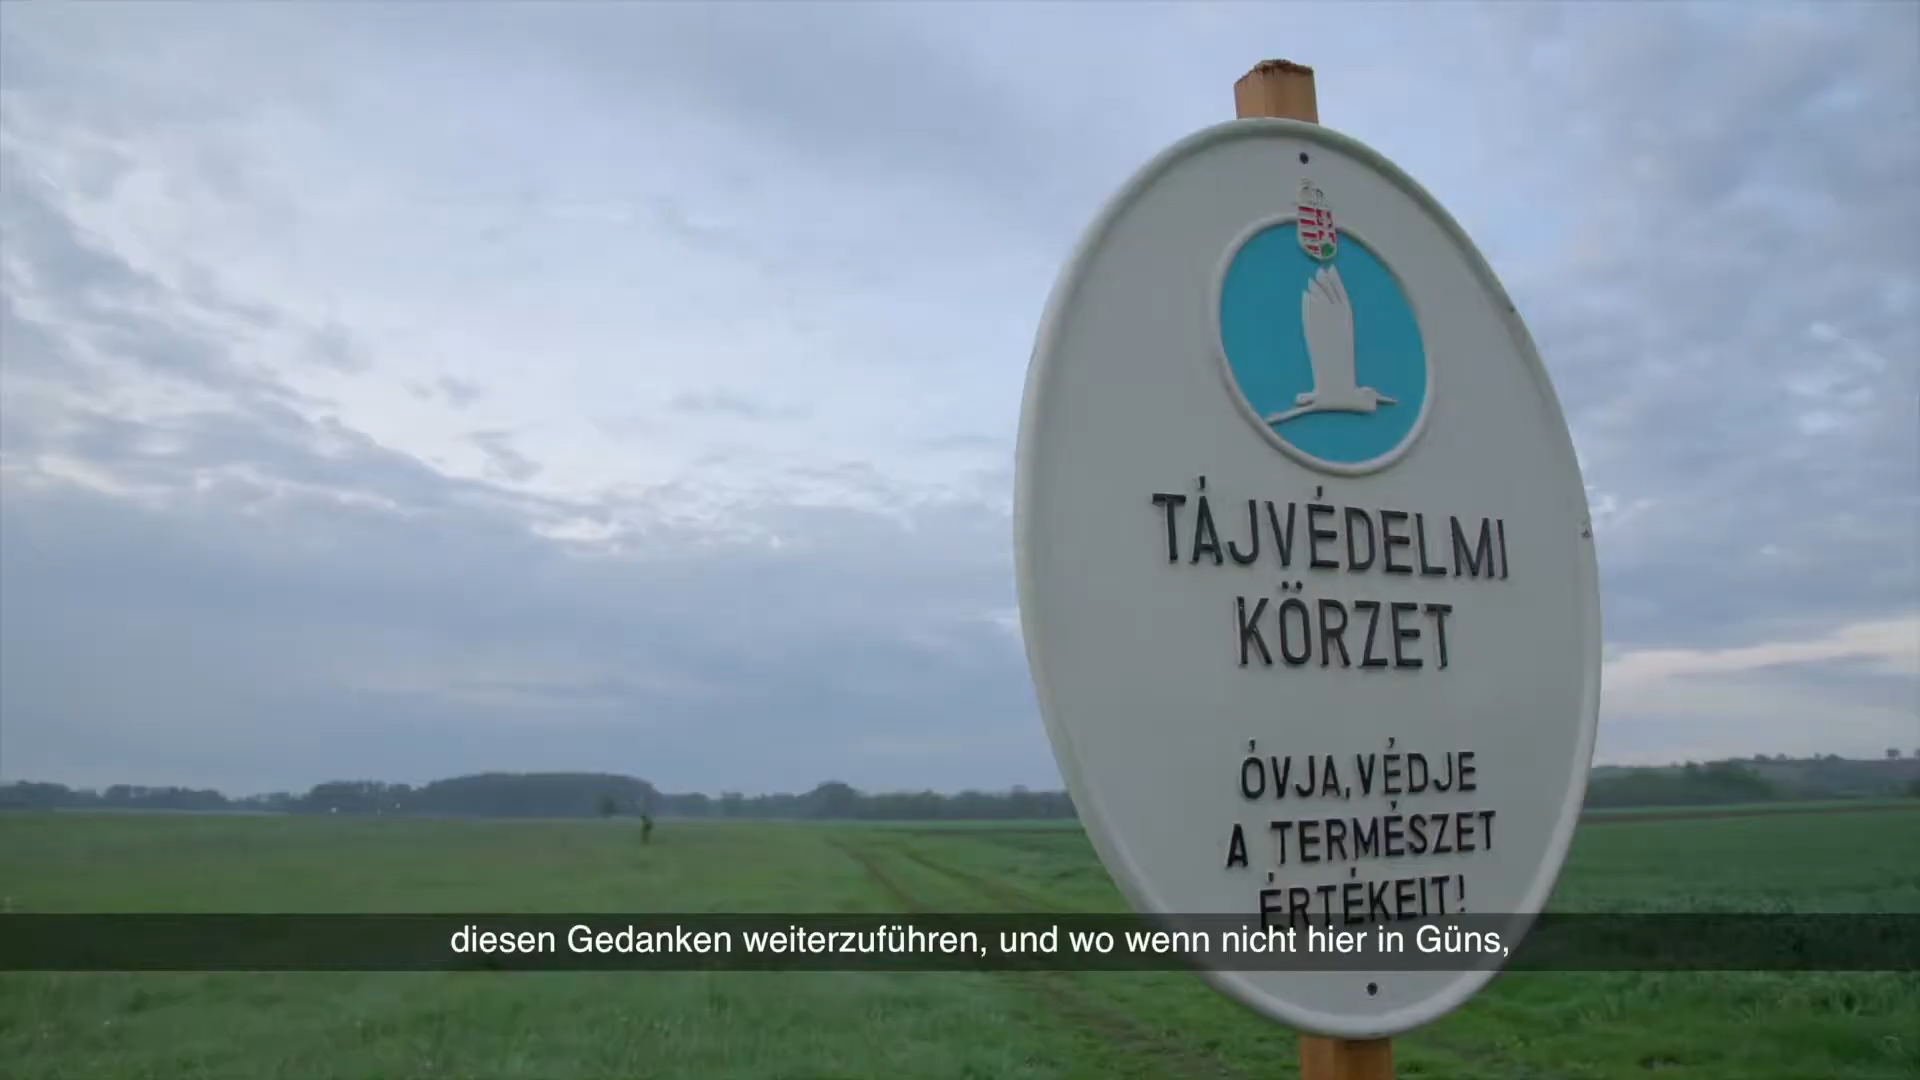 TÁJVÉDELMI
KÖRZET
ÓVJA, VÉDJE
A TERMÉSZET
ÉRTÉKEIT!
diesen Gedanken weiterzuführen, und wo wenn nicht hier in Güns,